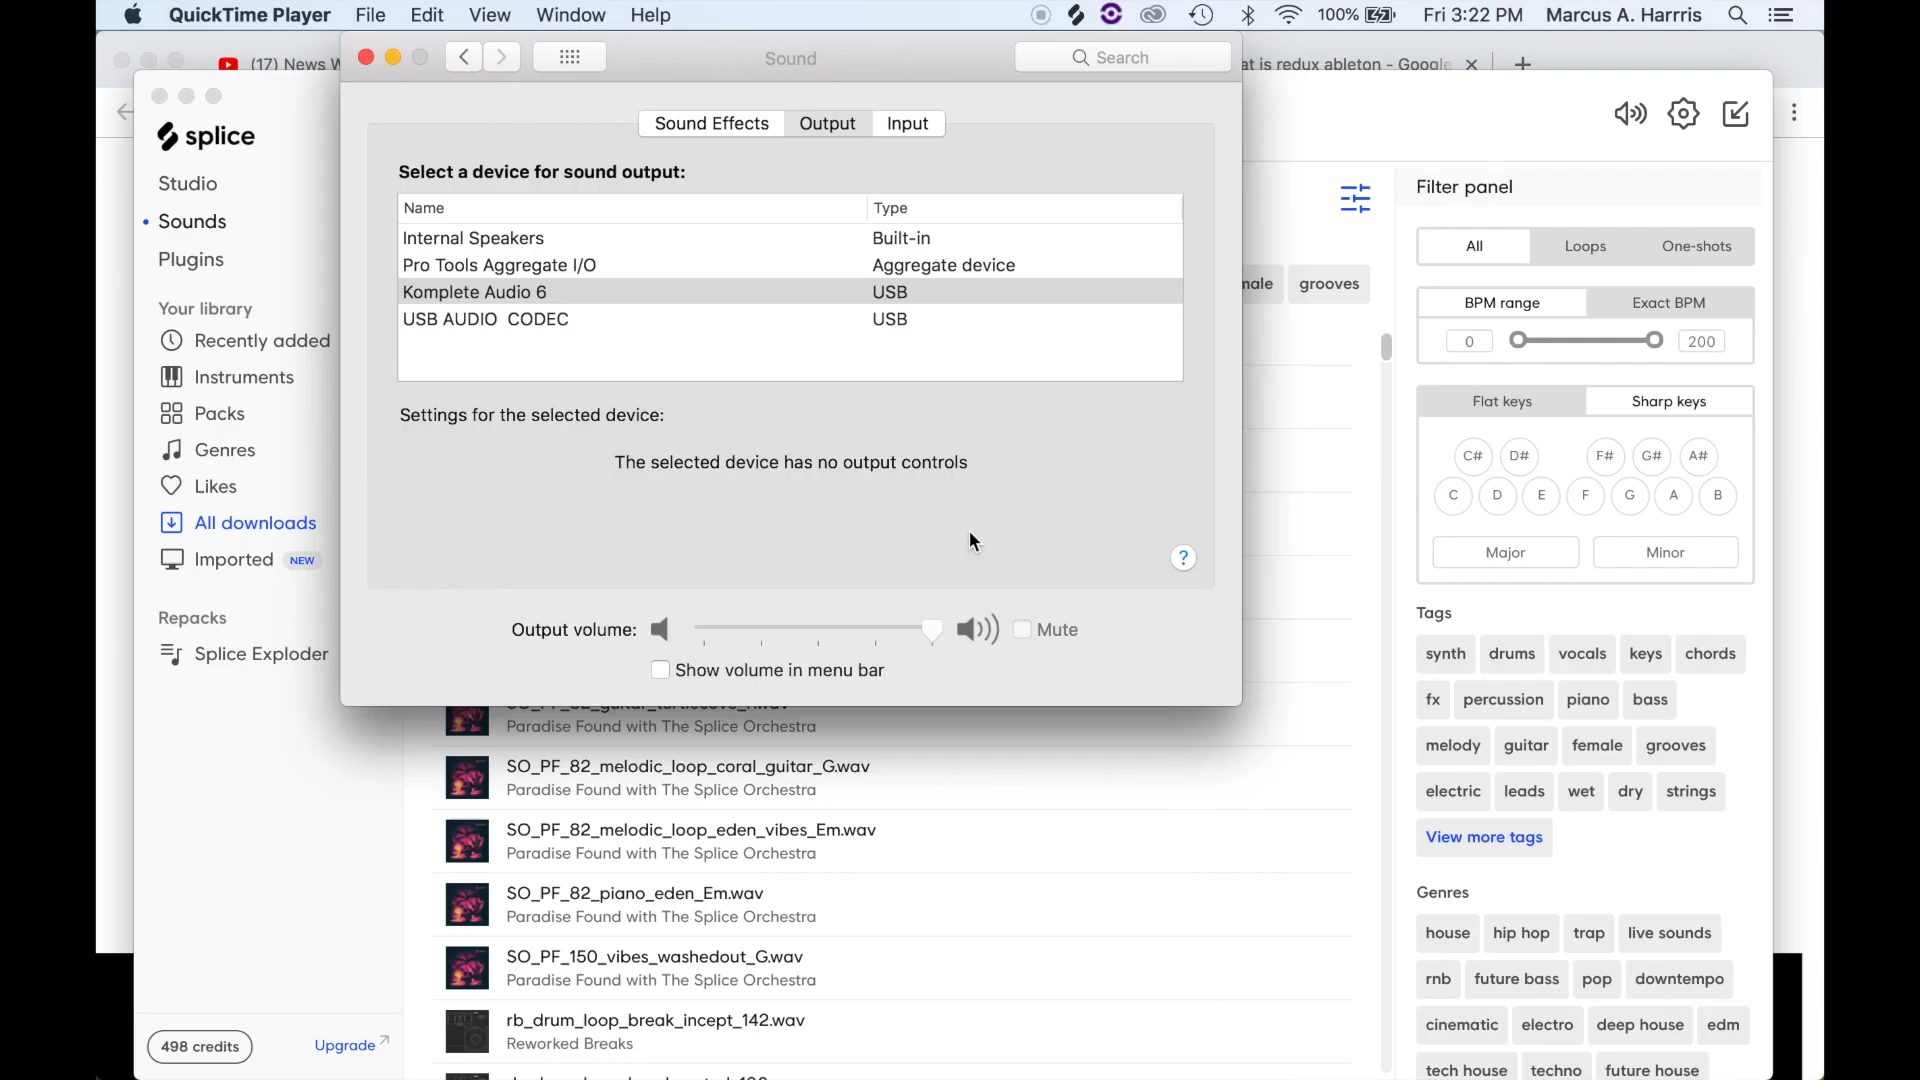 QuickTime Player File Edit View Window Help 100% Fri 3:22 PM Marcus A. Harrris
(17) News W
at is redux ableton - Google
Sound
Search
splice
Studio
Sounds
Plugins
Your library
Recently added
Instruments
Packs
Genres
Likes
All downloads
Imported NEW
Repacks
Splice Exploder
498 credits
Upgrade
Sound Effects Output Input
Select a device for sound output:
Name Type
Internal Speakers Built-in
Pro Tools Aggregate I/O Aggregate device
Komplete Audio 6 USB
USB AUDIO CODEC USB
Settings for the selected device:
The selected device has no output controls
?
Output volume: Mute
Show volume in menu bar
male grooves
Paradise Found with The Splice Orchestra
SO_PF_82_melodic_loop_coral_guitar_G.wav
Paradise Found with The Splice Orchestra
SO_PF_82_melodic_loop_eden_vibes_Em.wav
Paradise Found with The Splice Orchestra
SO_PF_82_piano_eden_Em.wav
Paradise Found with The Splice Orchestra
SO_PF_150_vibes_washedout_G.wav
Paradise Found with The Splice Orchestra
rb_drum_loop_break_incept_142.wav
Reworked Breaks
Filter panel
All Loops One-shots
BPM range Exact BPM
0 200
Flat keys Sharp keys
C# D# F# G# A#
C D E F G A B
Major Minor
Tags
synth drums vocals keys chords
fx percussion piano bass
melody guitar female grooves
electric leads wet dry strings
View more tags
Genres
house hip hop trap live sounds
rnb future bass pop downtempo
cinematic electro deep house edm
tech house techno future house